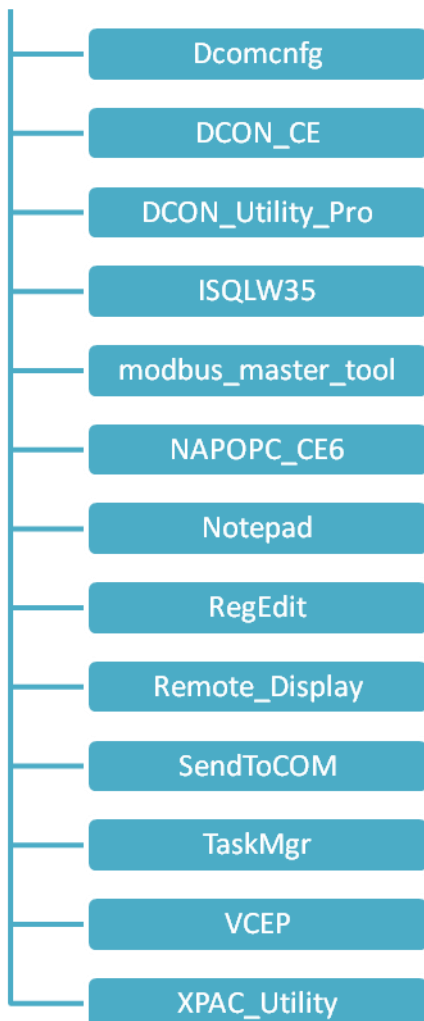 Dcomcnfg
DCON_CE
DCON_Utility_Pro
ISQLW35
modbus_master_tool
NAPOPC_CE6
Notepad
RegEdit
Remote_Display
SendToCOM
TaskMgr
VCEP
XPAC_Utility